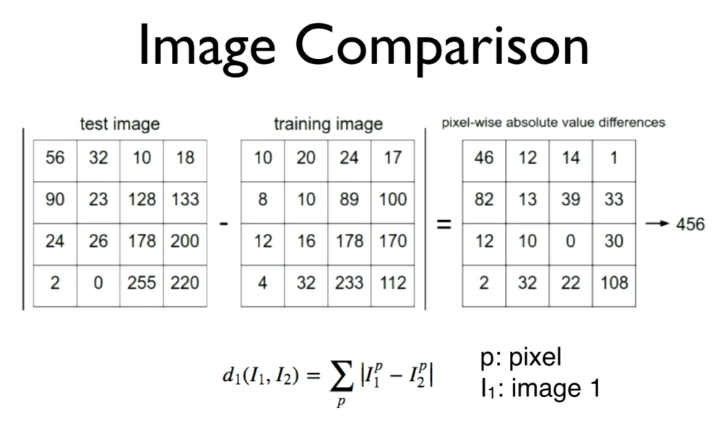 Image Comparison
test image
training image
pixel-wise absolute value differences
56 32 10 18 10 20 24 17 46 12 14 1
90 23 128 133 8 10 89 100 82 13 39 33
- = → 456
24 26 178 200 12 16 178 170 12 10 0 30
2 0 255 220 4 32 233 112 2 32 22 108
d₁(I₁, I₂) = ∑ₚ |I₁ᵖ − I₂ᵖ|
p: pixel
I₁: image 1